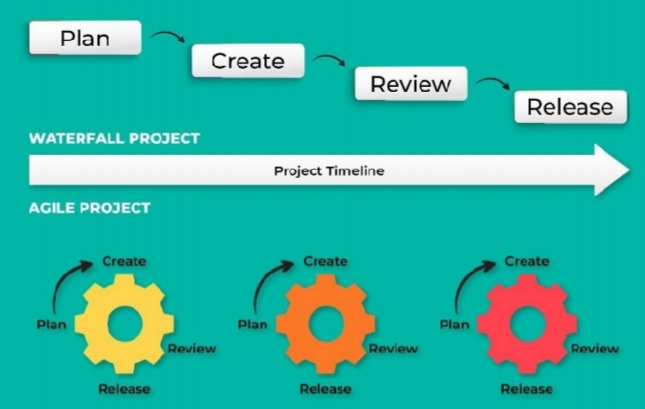 Plan
Create
Review
Release
WATERFALL PROJECT
Project Timeline
AGILE PROJECT
Create
Plan
Review
Release
Create
Plan
Review
Release
Create
Plan
Review
Release